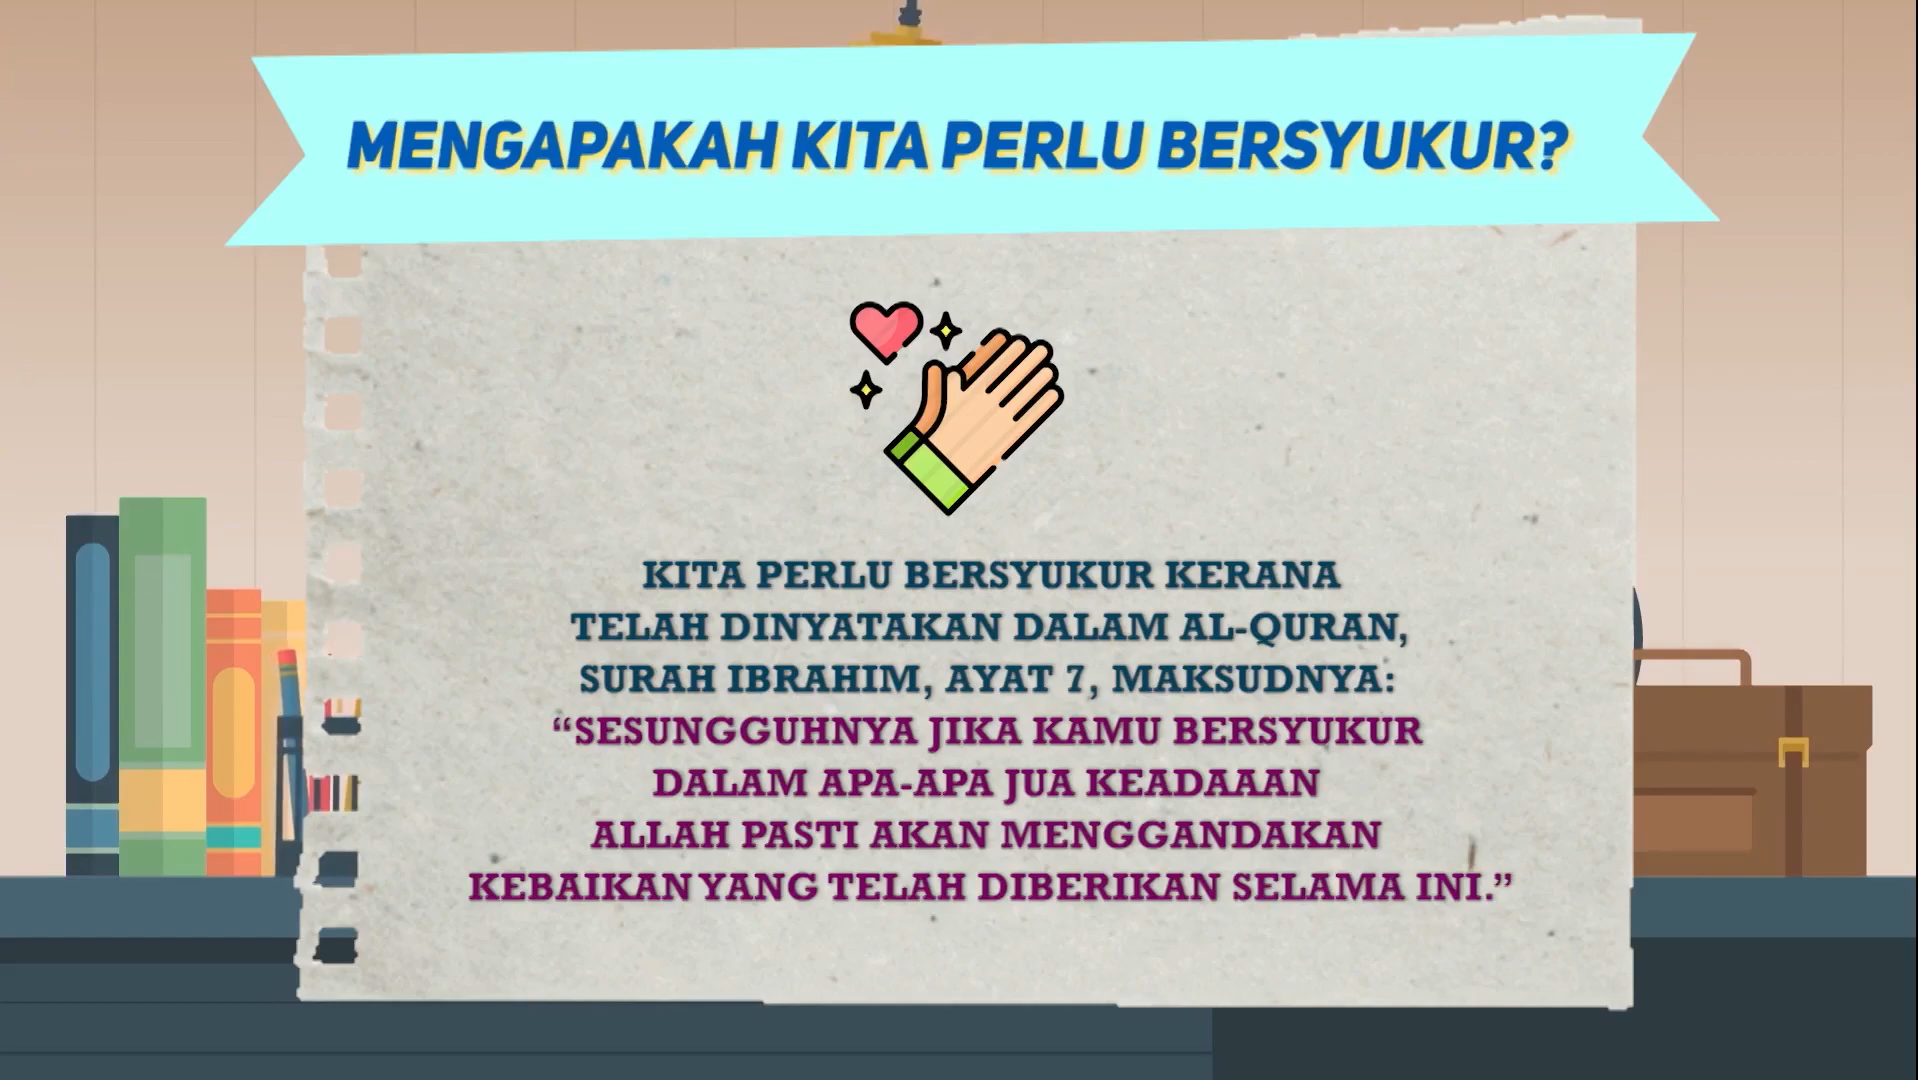 MENGAPAKAH KITA PERLU BERSYUKUR?
KITA PERLU BERSYUKUR KERANA
TELAH DINYATAKAN DALAM AL-QURAN,
SURAH IBRAHIM, AYAT 7, MAKSUDNYA:
“SESUNGGUHNYA JIKA KAMU BERSYUKUR
DALAM APA-APA JUA KEADAAAN
ALLAH PASTI AKAN MENGGANDAKAN
KEBAIKAN YANG TELAH DIBERIKAN SELAMA INI.”